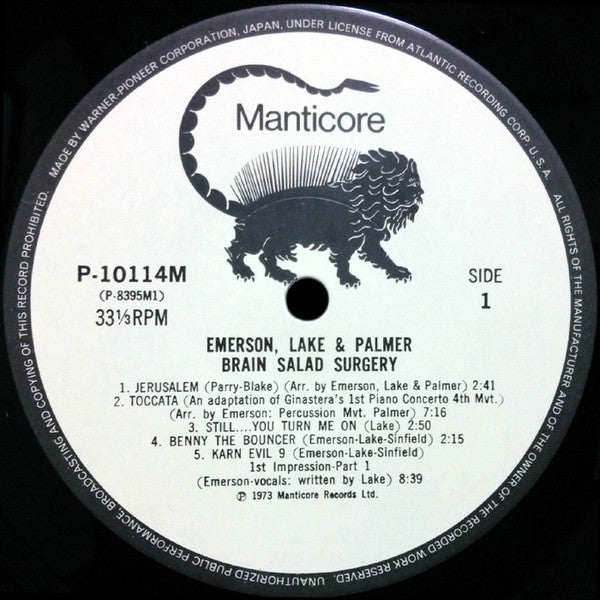 MADE BY WARNER-PIONEER CORPORATION, JAPAN, UNDER LICENSE FROM ATLANTIC RECORDING CORP. U.S.A.
Manticore
P-10114M
(P-8395M1)
33⅓RPM
SIDE
1
EMERSON, LAKE & PALMER
BRAIN SALAD SURGERY
1. JERUSALEM (Parry-Blake) (Arr. by Emerson, Lake & Palmer) 2:41
2. TOCCATA (An adaptation of Ginastera's 1st Piano Concerto 4th Mvt.)
(Arr. by Emerson: Percussion Mvt. Palmer) 7:16
3. STILL....YOU TURN ME ON (Lake) 2:50
4. BENNY THE BOUNCER (Emerson-Lake-Sinfield) 2:15
5. KARN EVIL 9 (Emerson-Lake-Sinfield)
1st Impression-Part 1
(Emerson-vocals: written by Lake) 8:39
℗ 1973 Manticore Records Ltd.
ALL RIGHTS OF THE MANUFACTURER AND OF THE OWNER OF THE RECORDED WORK RESERVED. UNAUTHORIZED PUBLIC PERFORMANCE, BROADCASTING AND COPYING OF THIS RECORD PROHIBITED.